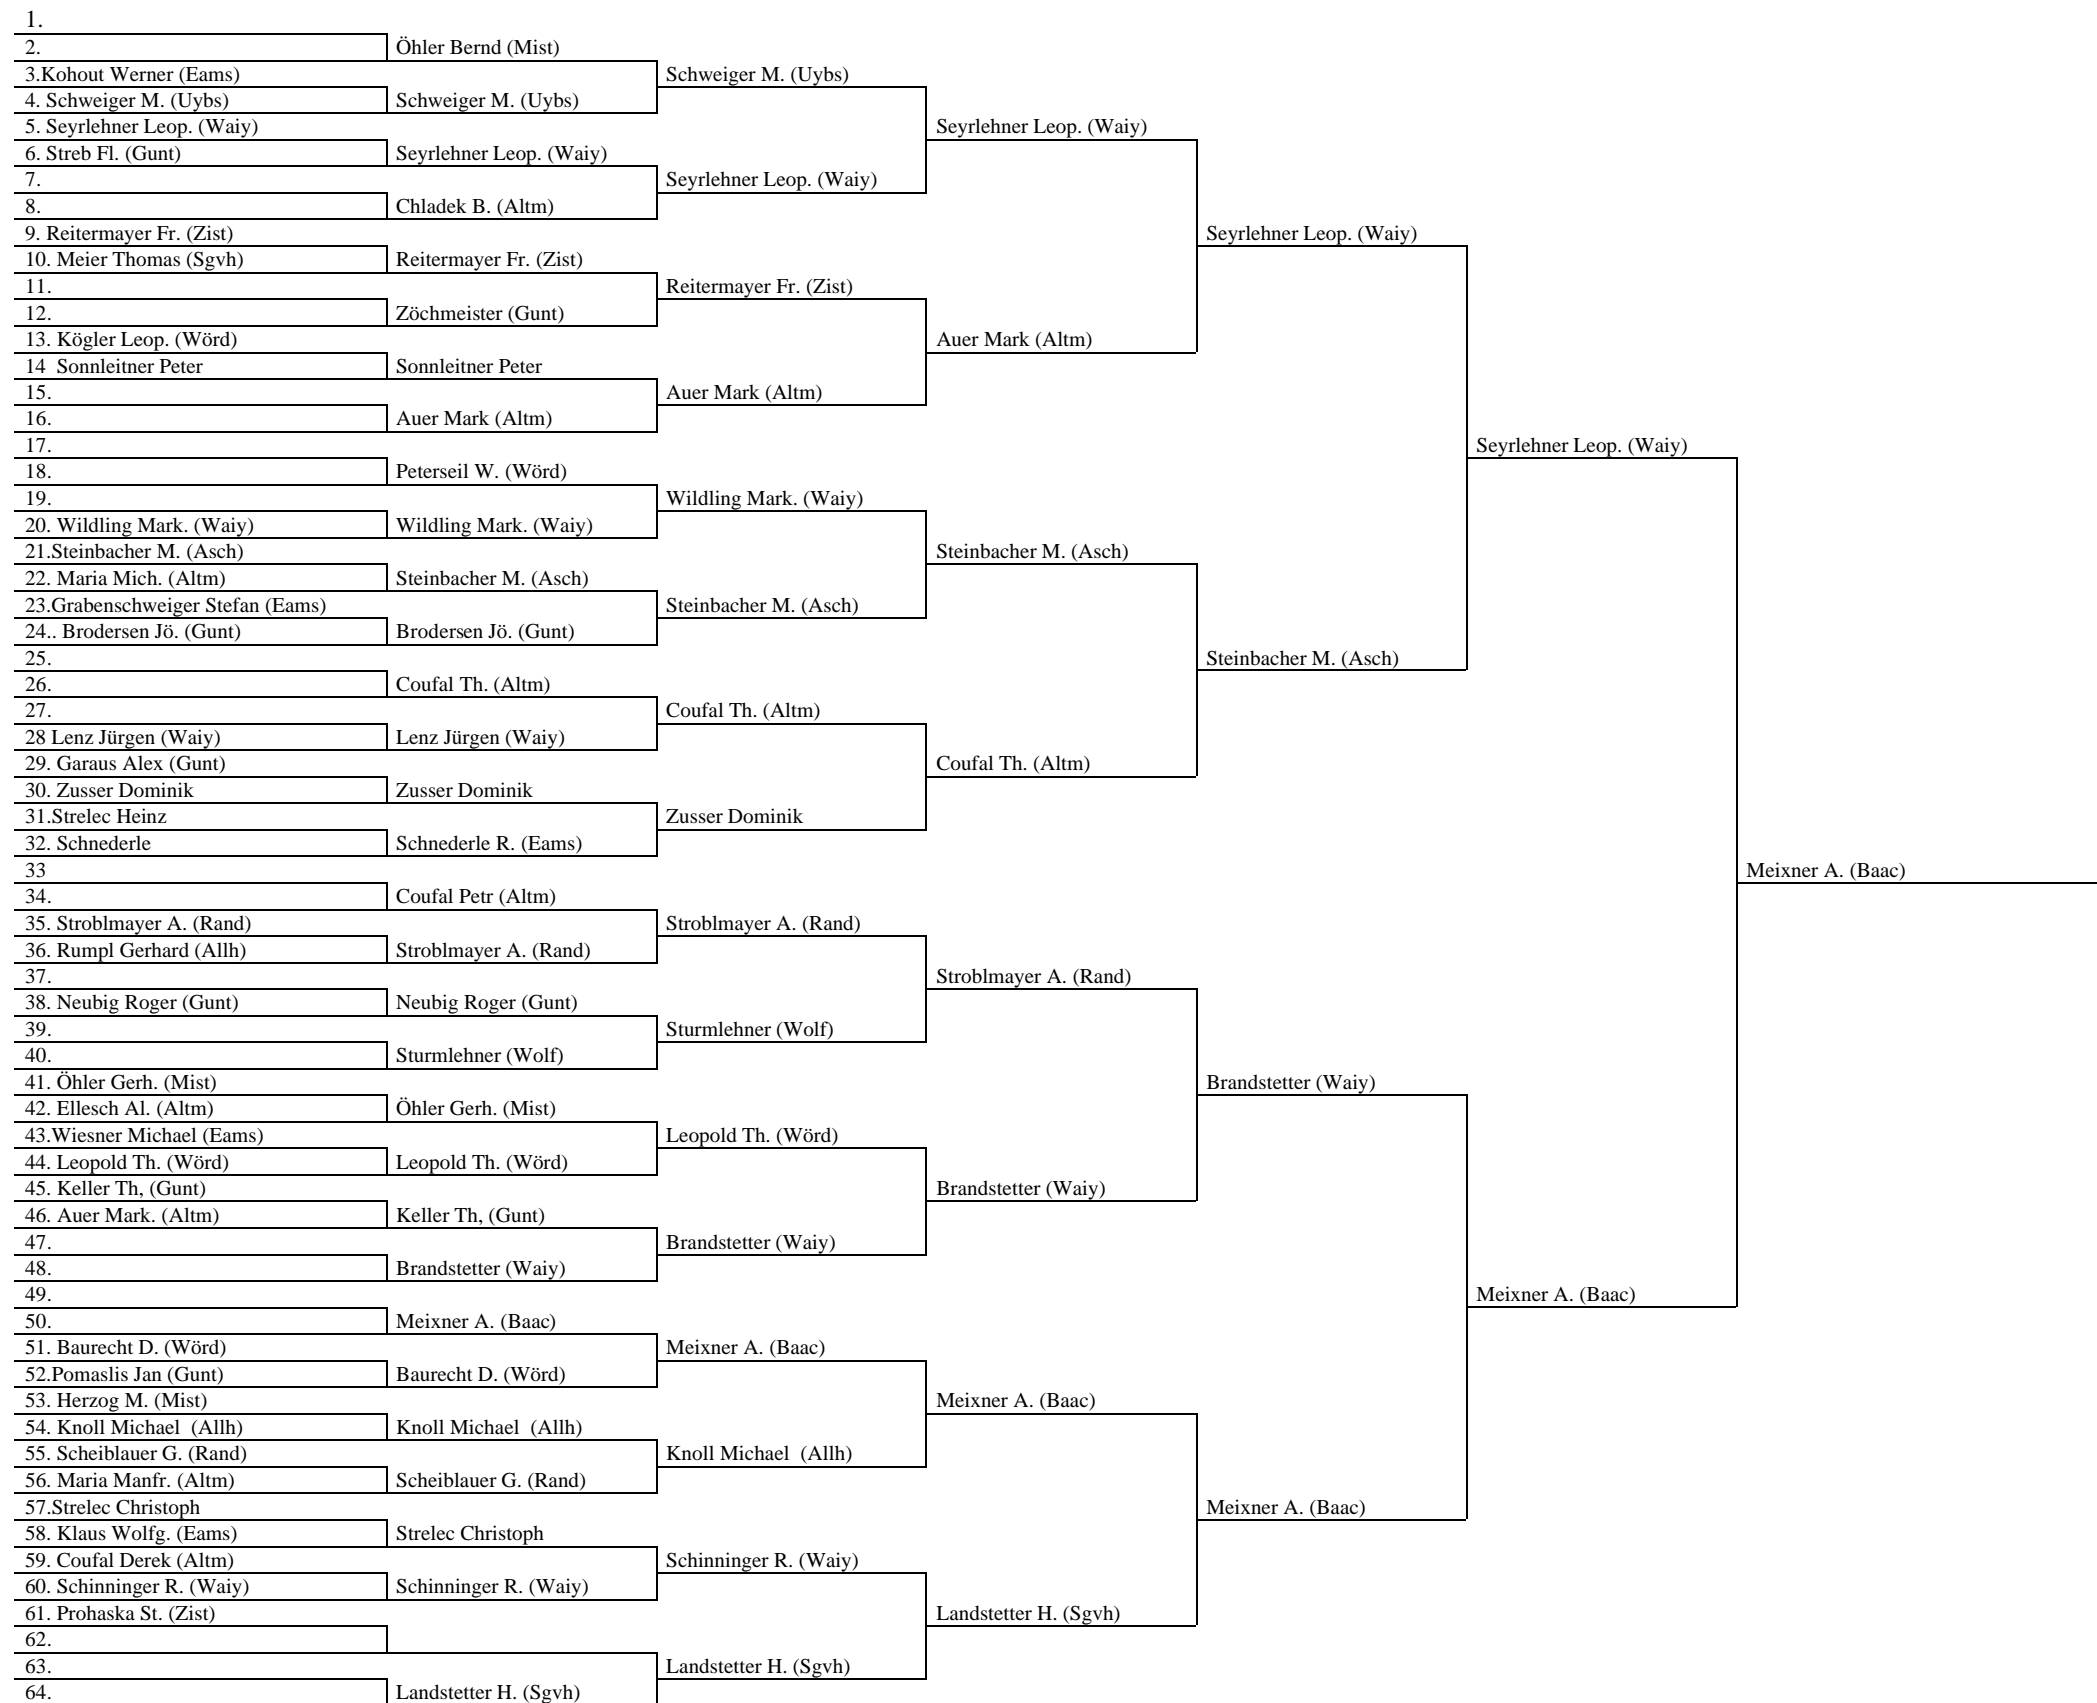 1.
2.
Öhler Bernd (Mist)
3.Kohout Werner (Eams)
Schweiger M. (Uybs)
4. Schweiger M. (Uybs)
Schweiger M. (Uybs)
5. Seyrlehner Leop. (Waiy)
Seyrlehner Leop. (Waiy)
6. Streb Fl. (Gunt)
Seyrlehner Leop. (Waiy)
7.
Seyrlehner Leop. (Waiy)
8.
Chladek B. (Altm)
9. Reitermayer Fr. (Zist)
Seyrlehner Leop. (Waiy)
10. Meier Thomas (Sgvh)
Reitermayer Fr. (Zist)
11.
Reitermayer Fr. (Zist)
12.
Zöchmeister (Gunt)
13. Kögler Leop. (Wörd)
Auer Mark (Altm)
14  Sonnleitner Peter
Sonnleitner Peter
15.
Auer Mark (Altm)
16.
Auer Mark (Altm)
17.
Seyrlehner Leop. (Waiy)
18.
Peterseil W. (Wörd)
19.
Wildling Mark. (Waiy)
20. Wildling Mark. (Waiy)
Wildling Mark. (Waiy)
21.Steinbacher M. (Asch)
Steinbacher M. (Asch)
22. Maria Mich. (Altm)
Steinbacher M. (Asch)
23.Grabenschweiger Stefan (Eams)
Steinbacher M. (Asch)
24.. Brodersen Jö. (Gunt)
Brodersen Jö. (Gunt)
25.
Steinbacher M. (Asch)
26.
Coufal Th. (Altm)
27.
Coufal Th. (Altm)
28 Lenz Jürgen (Waiy)
Lenz Jürgen (Waiy)
29. Garaus Alex (Gunt)
Coufal Th. (Altm)
30. Zusser Dominik
Zusser Dominik
31.Strelec Heinz
Zusser Dominik
32. Schnederle
Schnederle R. (Eams)
33
Meixner A. (Baac)
34.
Coufal Petr (Altm)
35. Stroblmayer A. (Rand)
Stroblmayer A. (Rand)
36. Rumpl Gerhard (Allh)
Stroblmayer A. (Rand)
37.
Stroblmayer A. (Rand)
38. Neubig Roger (Gunt)
Neubig Roger (Gunt)
39.
Sturmlehner (Wolf)
40.
Sturmlehner (Wolf)
41. Öhler Gerh. (Mist)
Brandstetter (Waiy)
42. Ellesch Al. (Altm)
Öhler Gerh. (Mist)
43.Wiesner Michael (Eams)
Leopold Th. (Wörd)
44. Leopold Th. (Wörd)
Leopold Th. (Wörd)
45. Keller Th, (Gunt)
Brandstetter (Waiy)
46. Auer Mark. (Altm)
Keller Th, (Gunt)
47.
Brandstetter (Waiy)
48.
Brandstetter (Waiy)
49.
Meixner A. (Baac)
50.
Meixner A. (Baac)
51. Baurecht D. (Wörd)
Meixner A. (Baac)
52.Pomaslis Jan (Gunt)
Baurecht D. (Wörd)
53. Herzog M. (Mist)
Meixner A. (Baac)
54. Knoll Michael  (Allh)
Knoll Michael  (Allh)
55. Scheiblauer G. (Rand)
Knoll Michael  (Allh)
56. Maria Manfr. (Altm)
Scheiblauer G. (Rand)
57.Strelec Christoph
Meixner A. (Baac)
58. Klaus Wolfg. (Eams)
Strelec Christoph
59. Coufal Derek (Altm)
Schinninger R. (Waiy)
60. Schinninger R. (Waiy)
Schinninger R. (Waiy)
61. Prohaska St. (Zist)
Landstetter H. (Sgvh)
62.
63.
Landstetter H. (Sgvh)
64.
Landstetter H. (Sgvh)